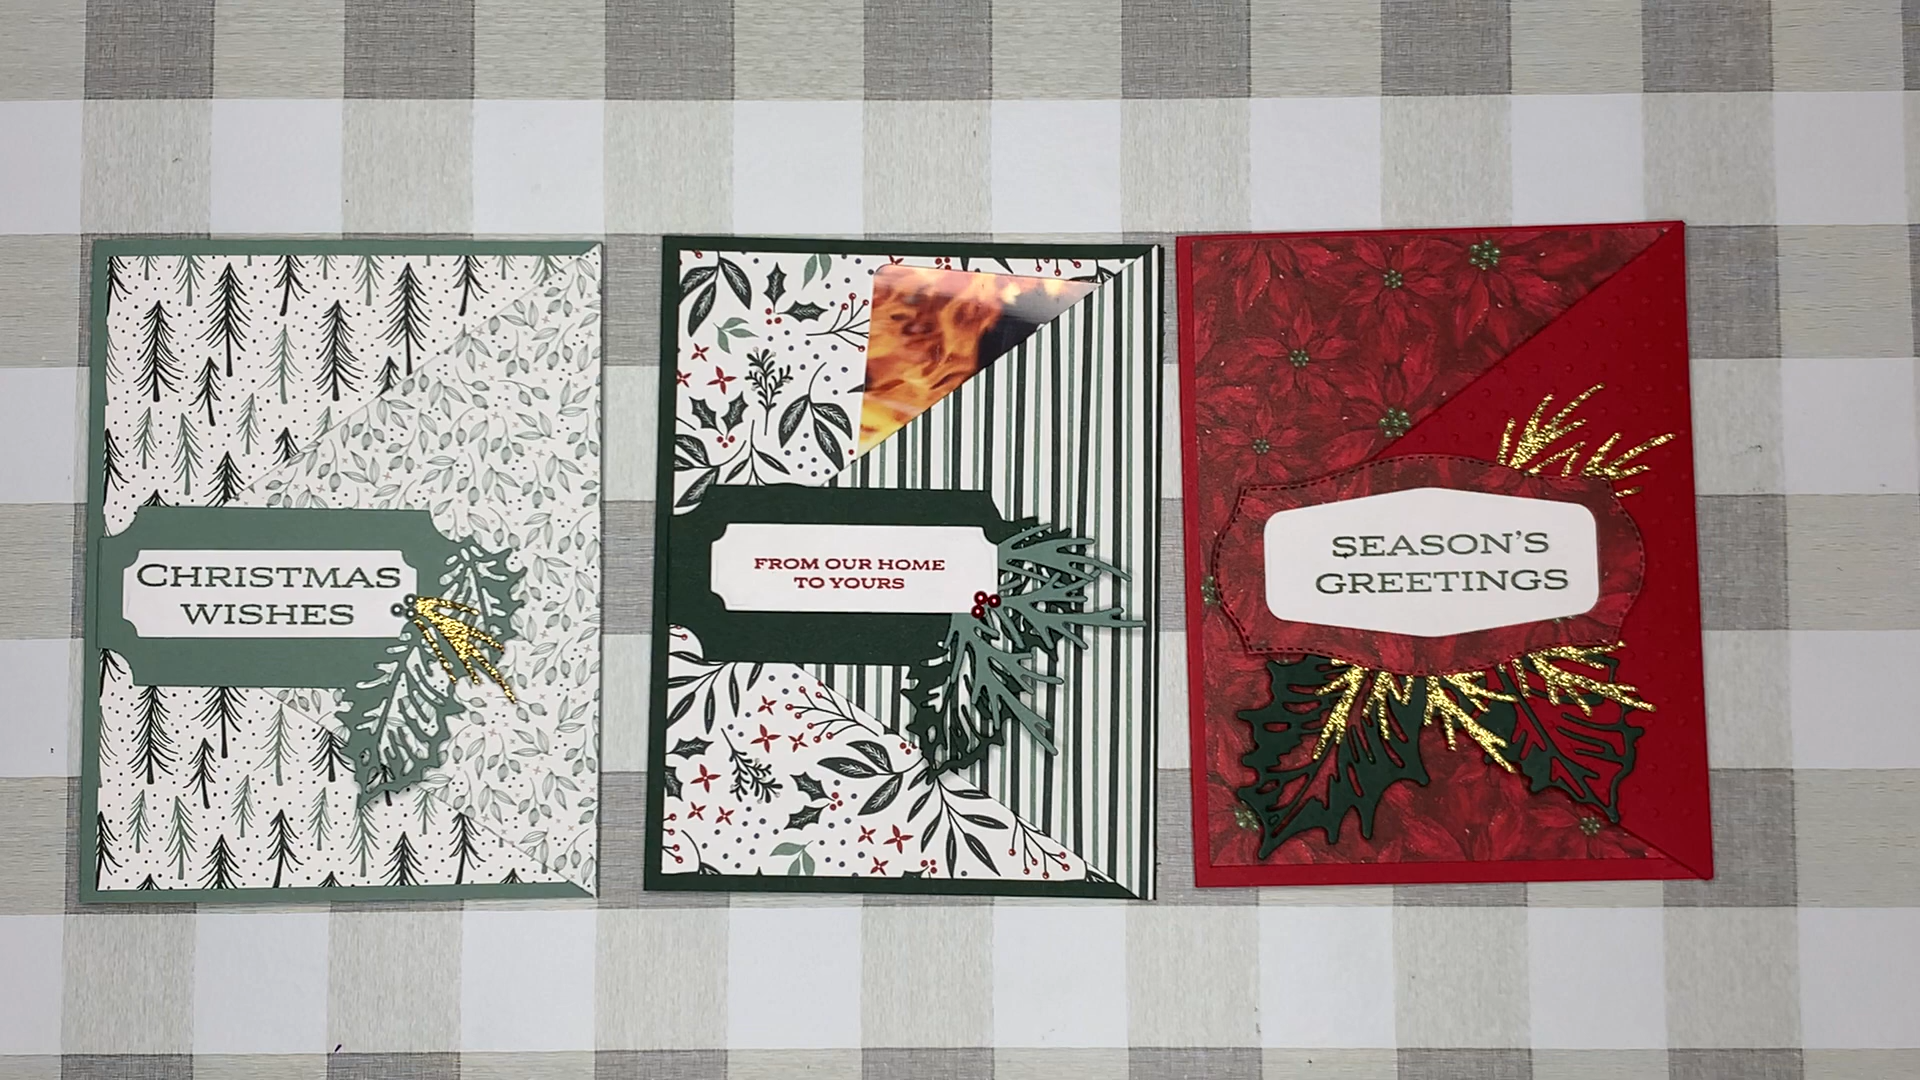 CHRISTMAS
WISHES
FROM OUR HOME
TO YOURS
SEASON'S
GREETINGS